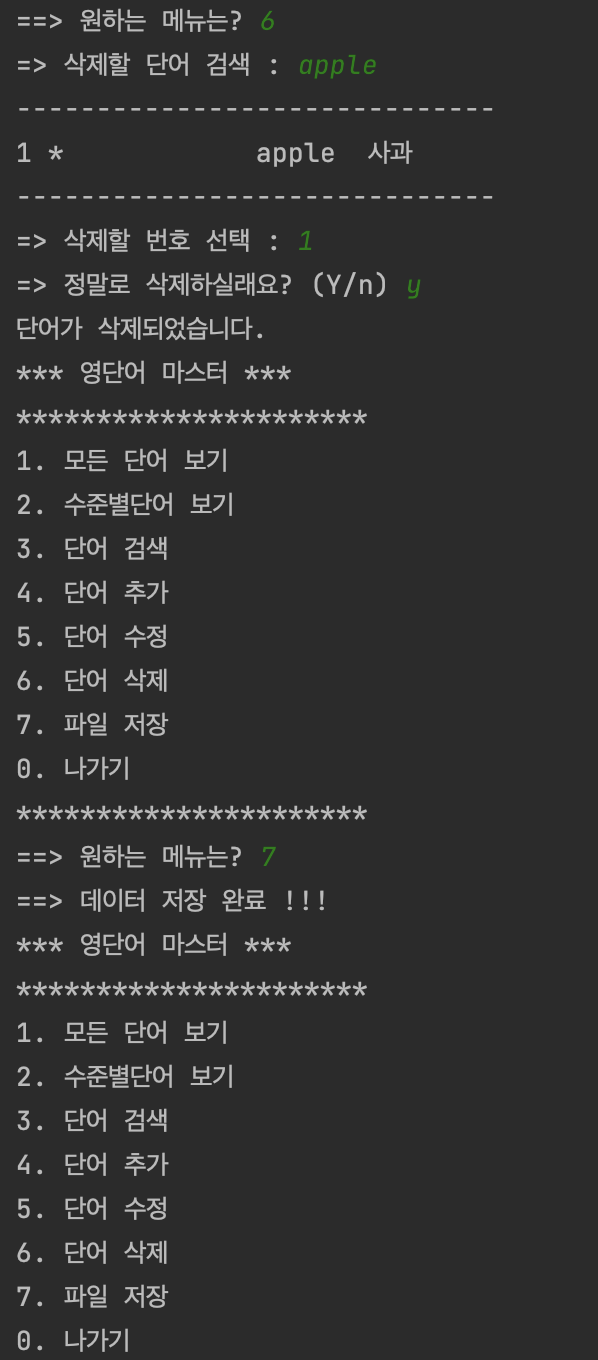 ==> 원하는 메뉴는? 6
=> 삭제할 단어 검색 : apple
------------------------------
1 *            apple  사과
------------------------------
=> 삭제할 번호 선택 : 1
=> 정말로 삭제하실래요? (Y/n) y
단어가 삭제되었습니다.
*** 영단어 마스터 ***
**********************
1. 모든 단어 보기
2. 수준별단어 보기
3. 단어 검색
4. 단어 추가
5. 단어 수정
6. 단어 삭제
7. 파일 저장
0. 나가기
**********************
==> 원하는 메뉴는? 7
==> 데이터 저장 완료 !!!
*** 영단어 마스터 ***
**********************
1. 모든 단어 보기
2. 수준별단어 보기
3. 단어 검색
4. 단어 추가
5. 단어 수정
6. 단어 삭제
7. 파일 저장
0. 나가기